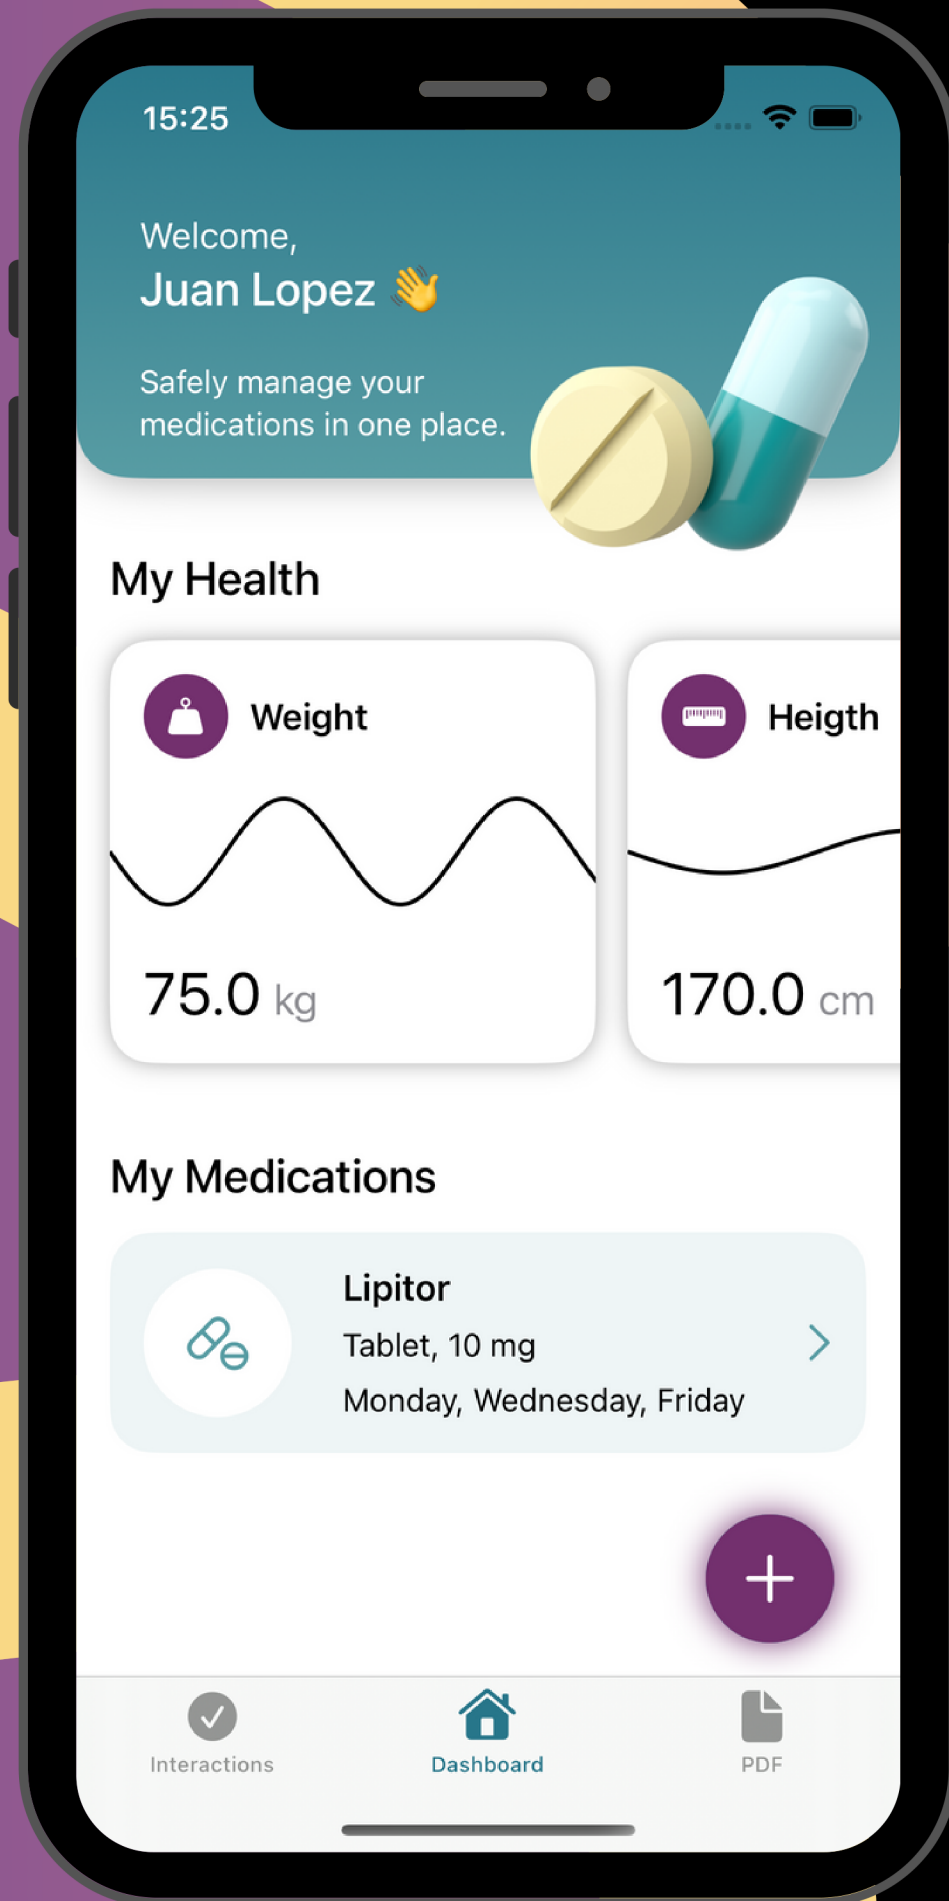 15:25
Welcome,
Juan Lopez 👋
Safely manage your
medications in one place.
My Health
Weight
Heigth
75.0 kg
170.0 cm
My Medications
Lipitor
Tablet, 10 mg
Monday, Wednesday, Friday
Interactions
Dashboard
PDF